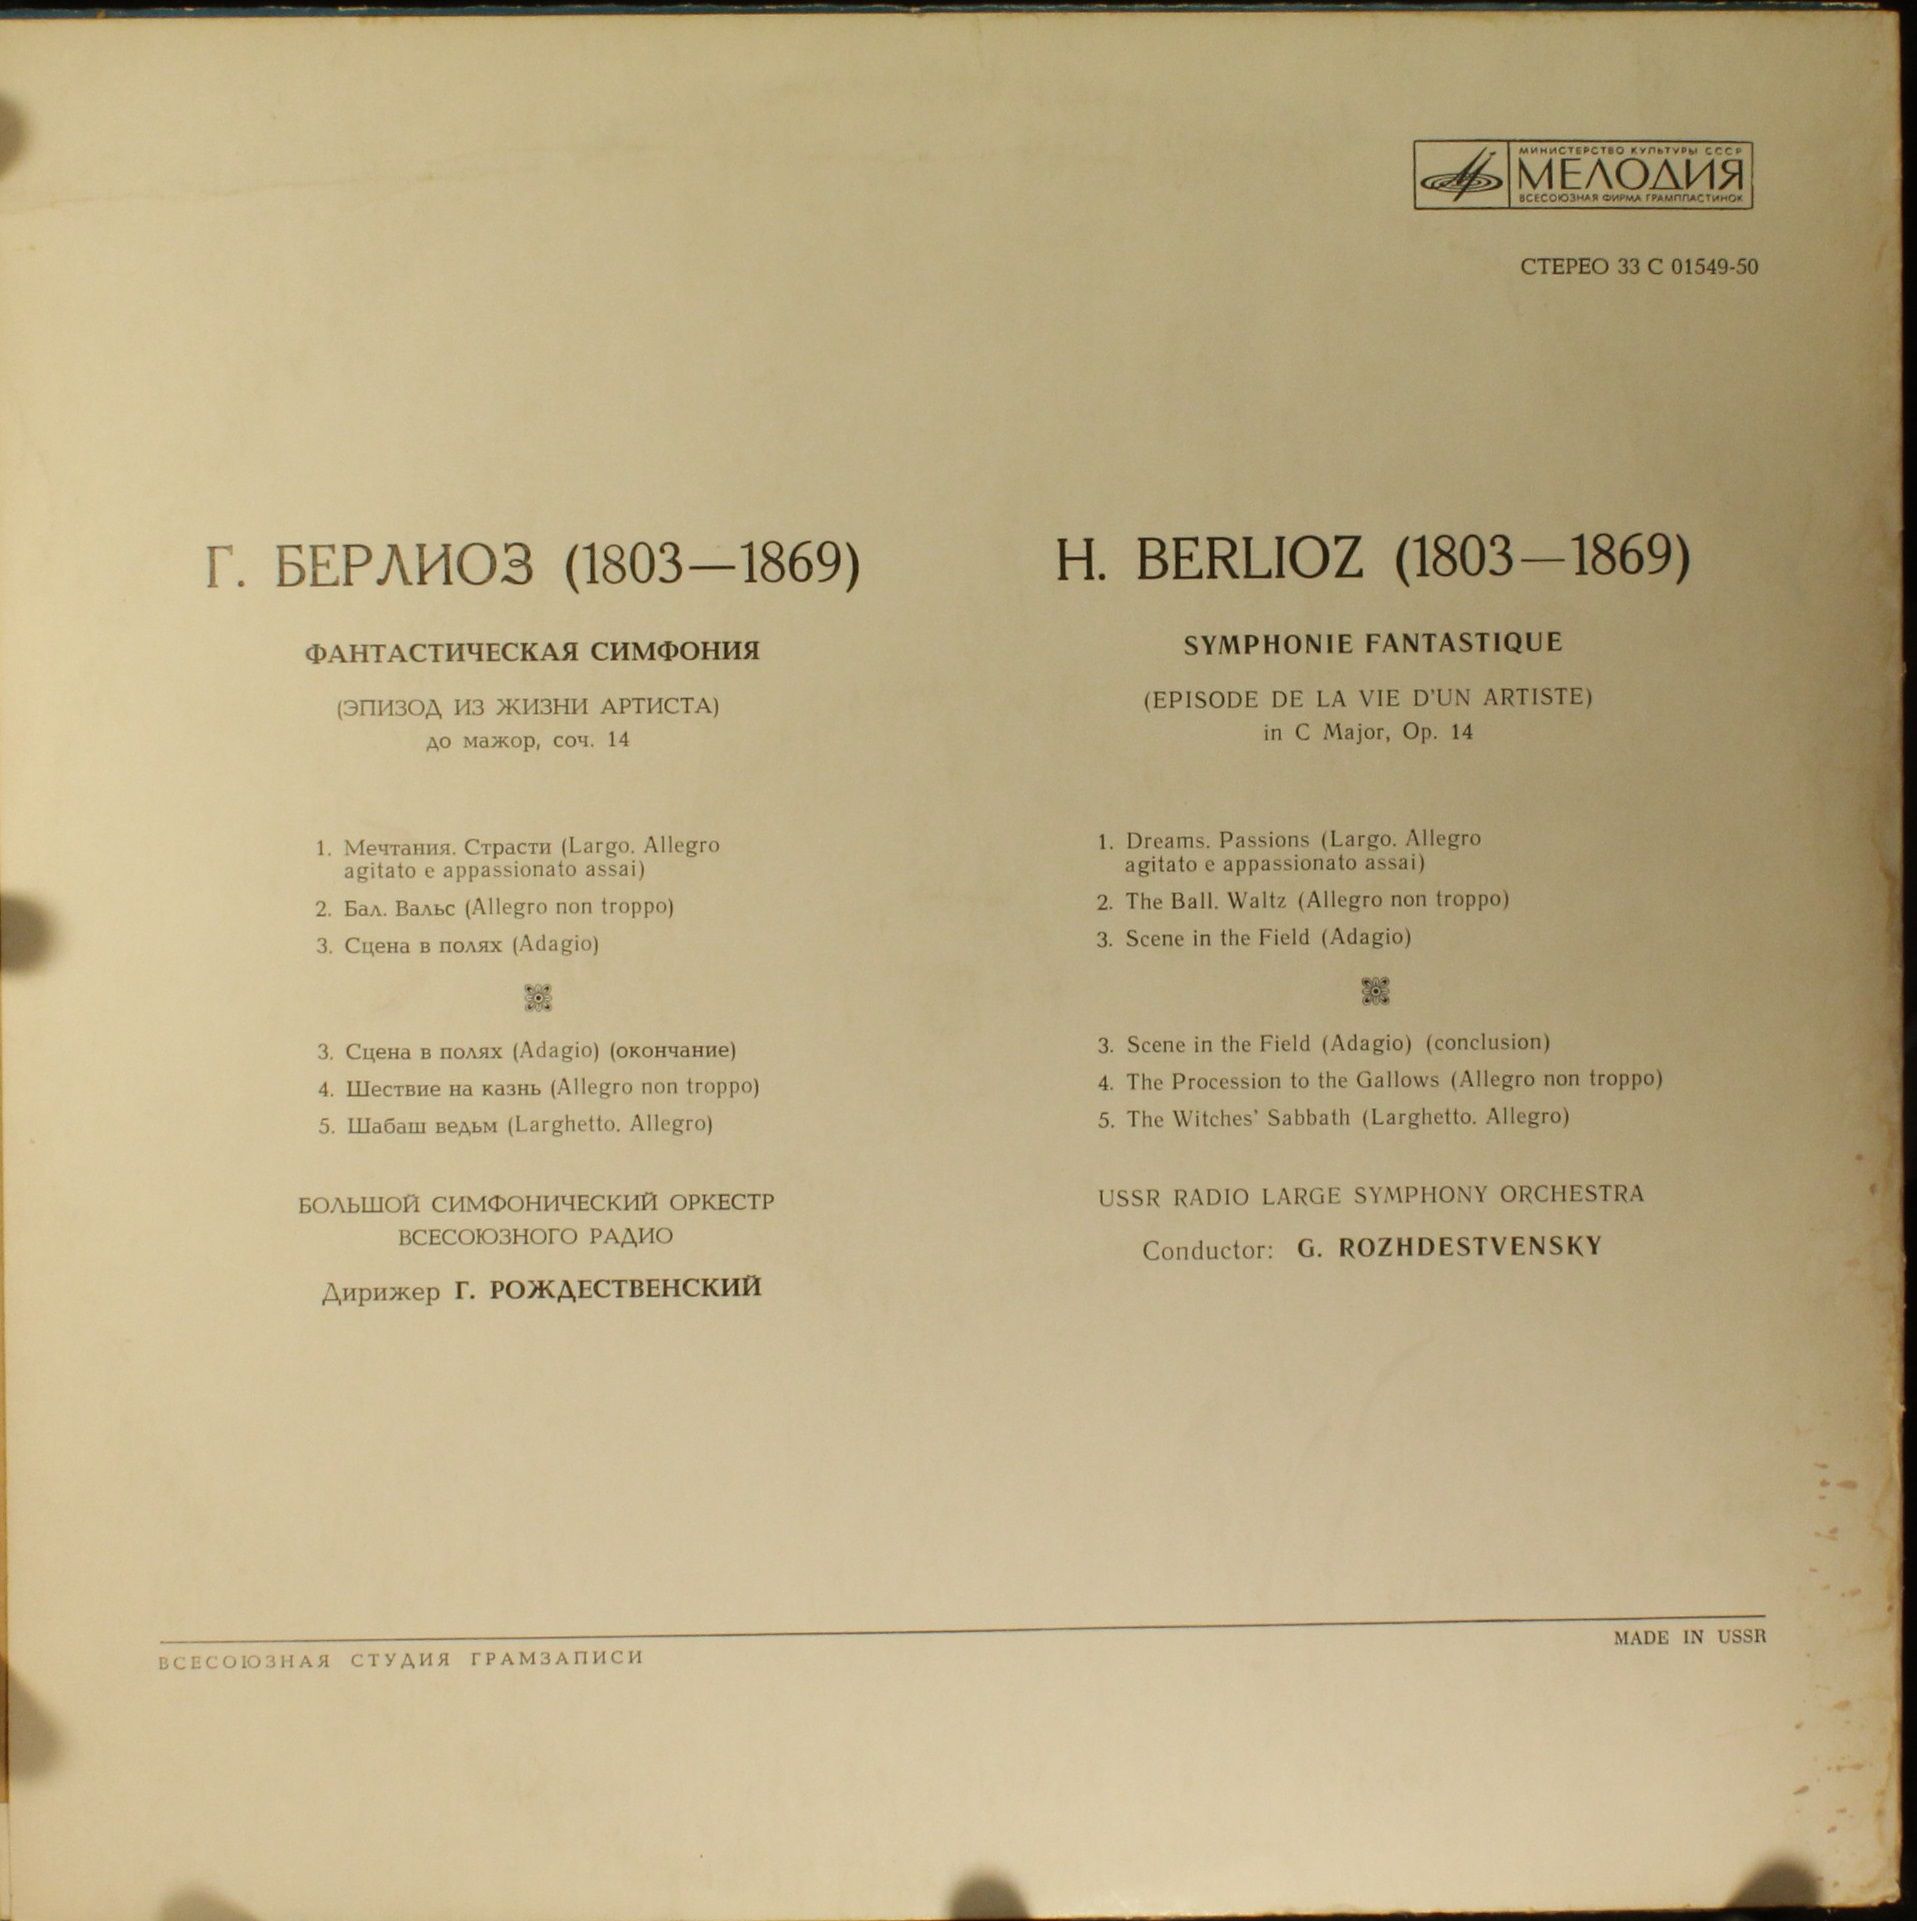 МИНИСТЕРСТВО КУЛЬТУРЫ СССР
МЕЛОДИЯ
ВСЕСОЮЗНАЯ ФИРМА ГРАМПЛАСТИНОК
СТЕРЕО 33 С 01549-50
Г. БЕРЛИОЗ (1803—1869)
ФАНТАСТИЧЕСКАЯ СИМФОНИЯ
(ЭПИЗОД ИЗ ЖИЗНИ АРТИСТА)
до мажор, соч. 14
1. Мечтания. Страсти (Largo. Allegro
agitato e appassionato assai)
2. Бал. Вальс (Allegro non troppo)
3. Сцена в полях (Adagio)
3. Сцена в полях (Adagio) (окончание)
4. Шествие на казнь (Allegro non troppo)
5. Шабаш ведьм (Larghetto. Allegro)
БОЛЬШОЙ СИМФОНИЧЕСКИЙ ОРКЕСТР
ВСЕСОЮЗНОГО РАДИО
Дирижер Г. РОЖДЕСТВЕНСКИЙ
H. BERLIOZ (1803—1869)
SYMPHONIE FANTASTIQUE
(EPISODE DE LA VIE D'UN ARTISTE)
in C Major, Op. 14
1. Dreams. Passions (Largo. Allegro
agitato e appassionato assai)
2. The Ball. Waltz (Allegro non troppo)
3. Scene in the Field (Adagio)
3. Scene in the Field (Adagio) (conclusion)
4. The Procession to the Gallows (Allegro non troppo)
5. The Witches' Sabbath (Larghetto. Allegro)
USSR RADIO LARGE SYMPHONY ORCHESTRA
Conductor: G. ROZHDESTVENSKY
ВСЕСОЮЗНАЯ СТУДИЯ ГРАМЗАПИСИ
MADE IN USSR